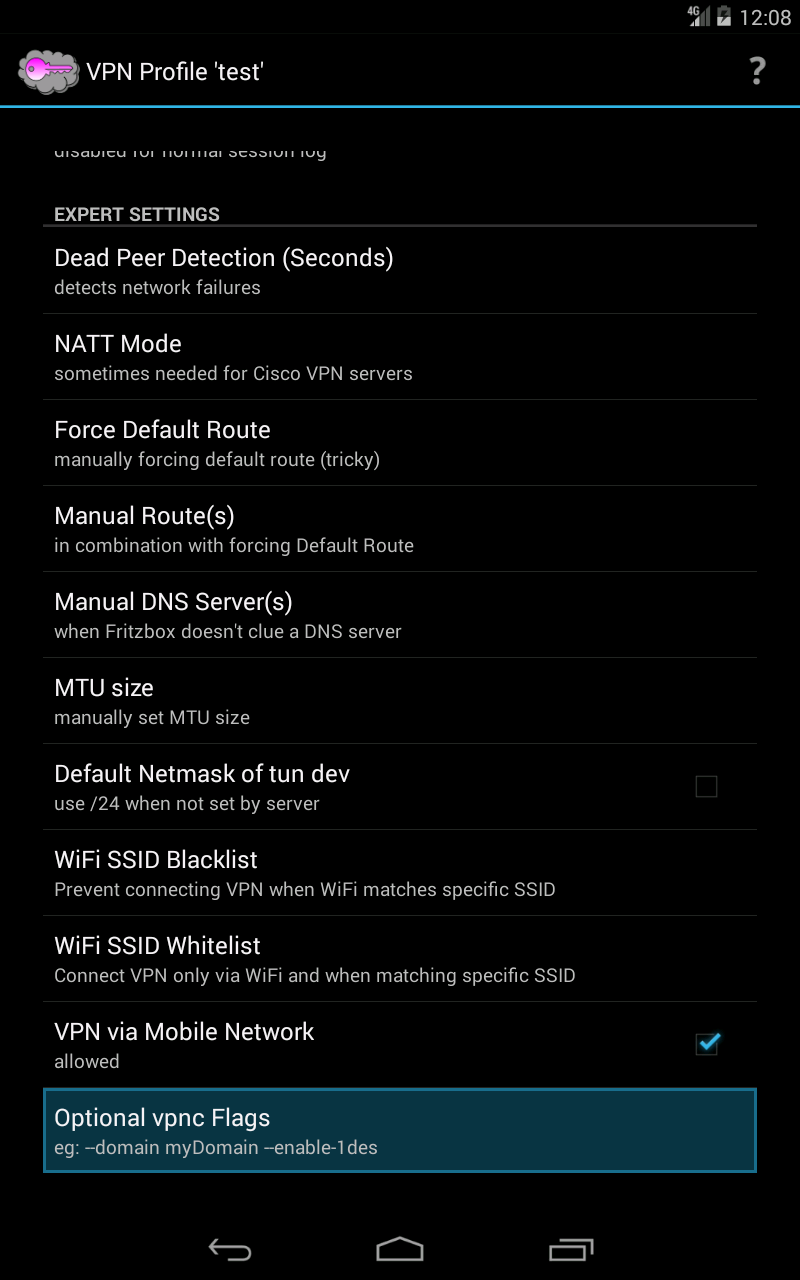 4G 12:08
VPN Profile 'test'
?
disabled for normal session log
EXPERT SETTINGS
Dead Peer Detection (Seconds)
detects network failures
NATT Mode
sometimes needed for Cisco VPN servers
Force Default Route
manually forcing default route (tricky)
Manual Route(s)
in combination with forcing Default Route
Manual DNS Server(s)
when Fritzbox doesn't clue a DNS server
MTU size
manually set MTU size
Default Netmask of tun dev
use /24 when not set by server
WiFi SSID Blacklist
Prevent connecting VPN when WiFi matches specific SSID
WiFi SSID Whitelist
Connect VPN only via WiFi and when matching specific SSID
VPN via Mobile Network
allowed
Optional vpnc Flags
eg: --domain myDomain --enable-1des